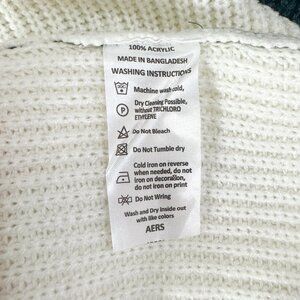 100% ACRYLIC
MADE IN BANGLADESH
WASHING INSTRUCTIONS
Machine wash cold,
P
Dry Cleaning Possible,
without TRICHLORO
ETHYLENE
Do Not Bleach
Do Not Tumble dry
Cold iron on reverse
when needed, do not
iron on decoration,
do not iron on print
Do Not Wring
Wash and Dry inside out
with like colors
AERS